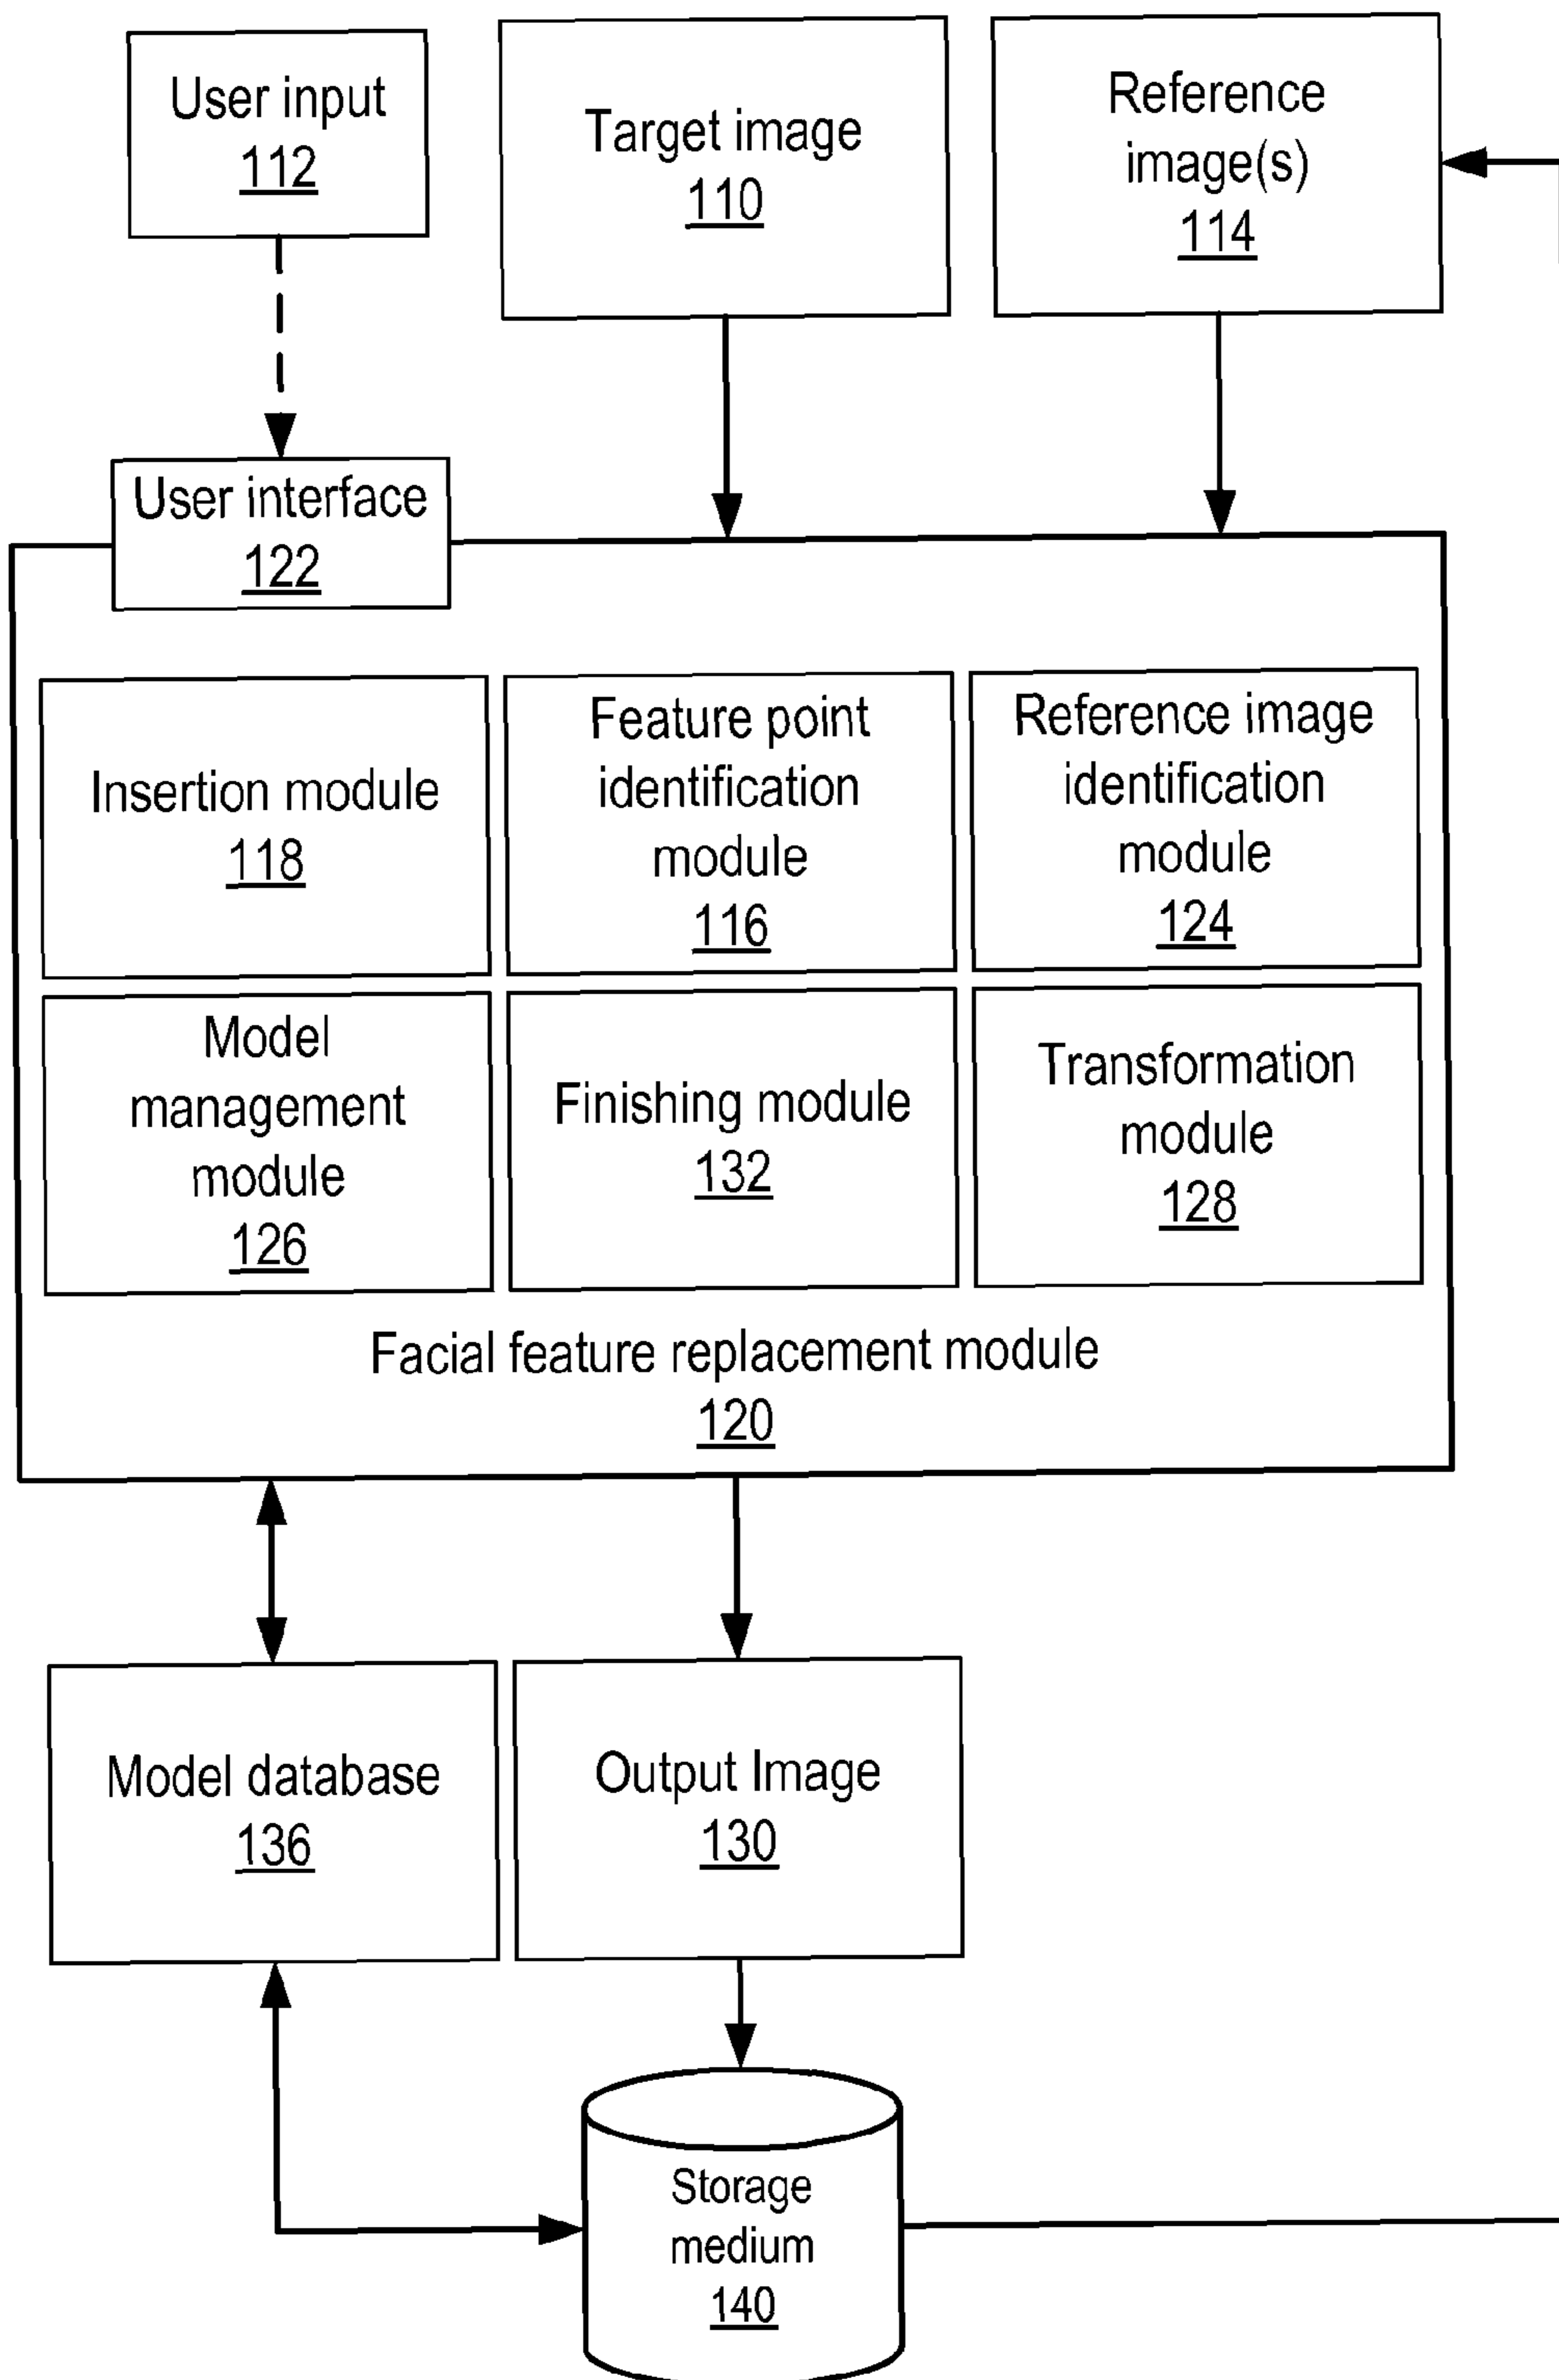 User input
112
Target image
110
Reference
image(s)
114
User interface
122
Insertion module
118
Feature point
identification
module
116
Reference image
identification
module
124
Model
management
module
126
Finishing module
132
Transformation
module
128
Facial feature replacement module
120
Model database
136
Output Image
130
Storage
medium
140